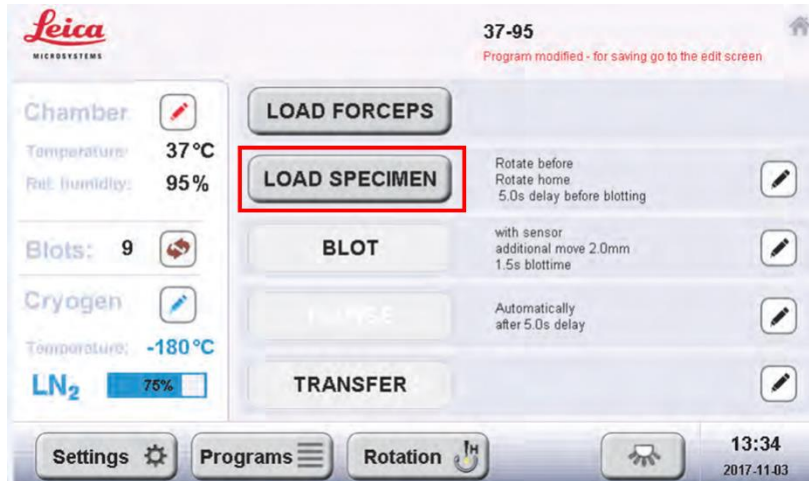 Leica
MICROSYSTEMS
37-95
Program modified - for saving go to the edit screen
Chamber
Temperature: 37°C
Rel. humidity: 95%
Blots: 9
Cryogen
Temperature: -180°C
LN₂ 75%
LOAD FORCEPS
LOAD SPECIMEN
Rotate before
Rotate home
5.0s delay before blotting
BLOT
with sensor
additional move 2.0mm
1.5s blottime
PLUNGE
Automatically
after 5.0s delay
TRANSFER
Settings
Programs
Rotation
H
13:34
2017-11-03